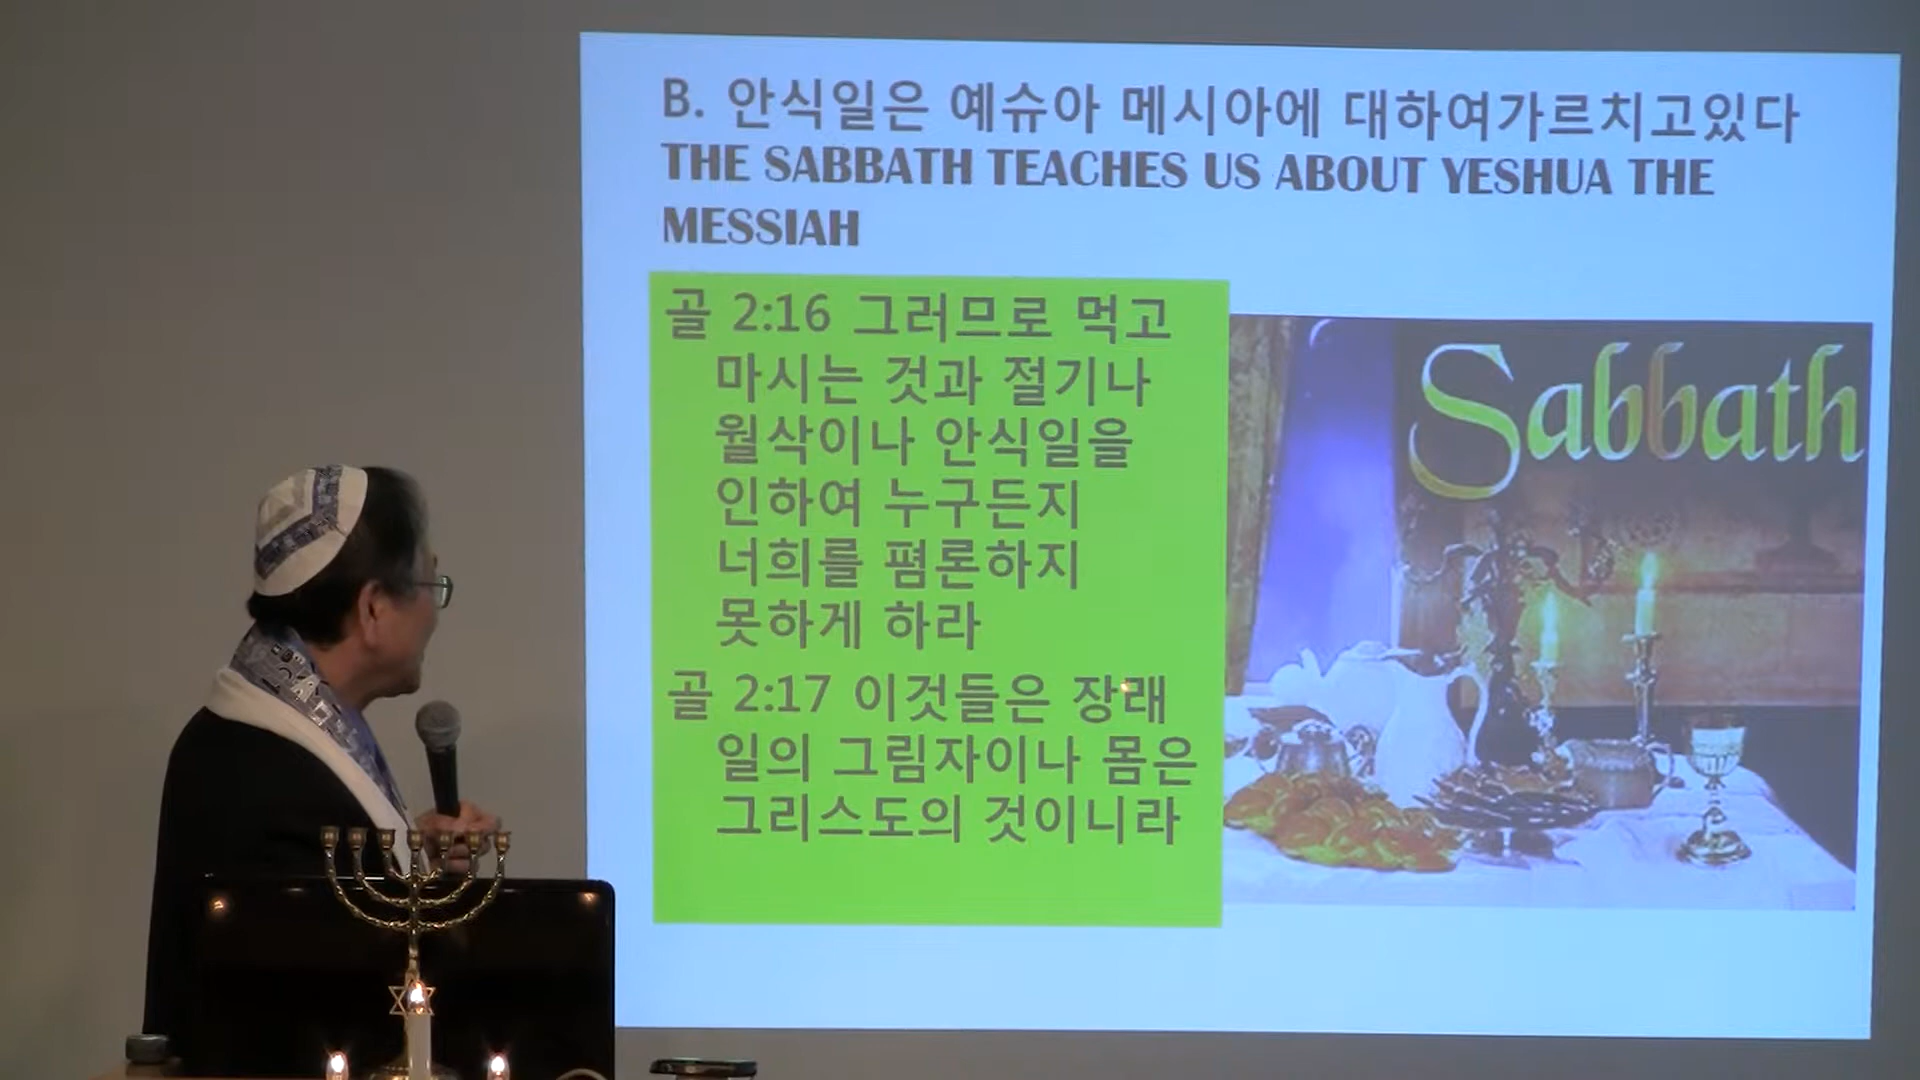 B. 안식일은 예슈아 메시아에 대하여가르치고있다
THE SABBATH TEACHES US ABOUT YESHUA THE
MESSIAH
골 2:16 그러므로 먹고
마시는 것과 절기나
월삭이나 안식일을
인하여 누구든지
너희를 폄론하지
못하게 하라
골 2:17 이것들은 장래
일의 그림자이나 몸은
그리스도의 것이니라
Sabbath